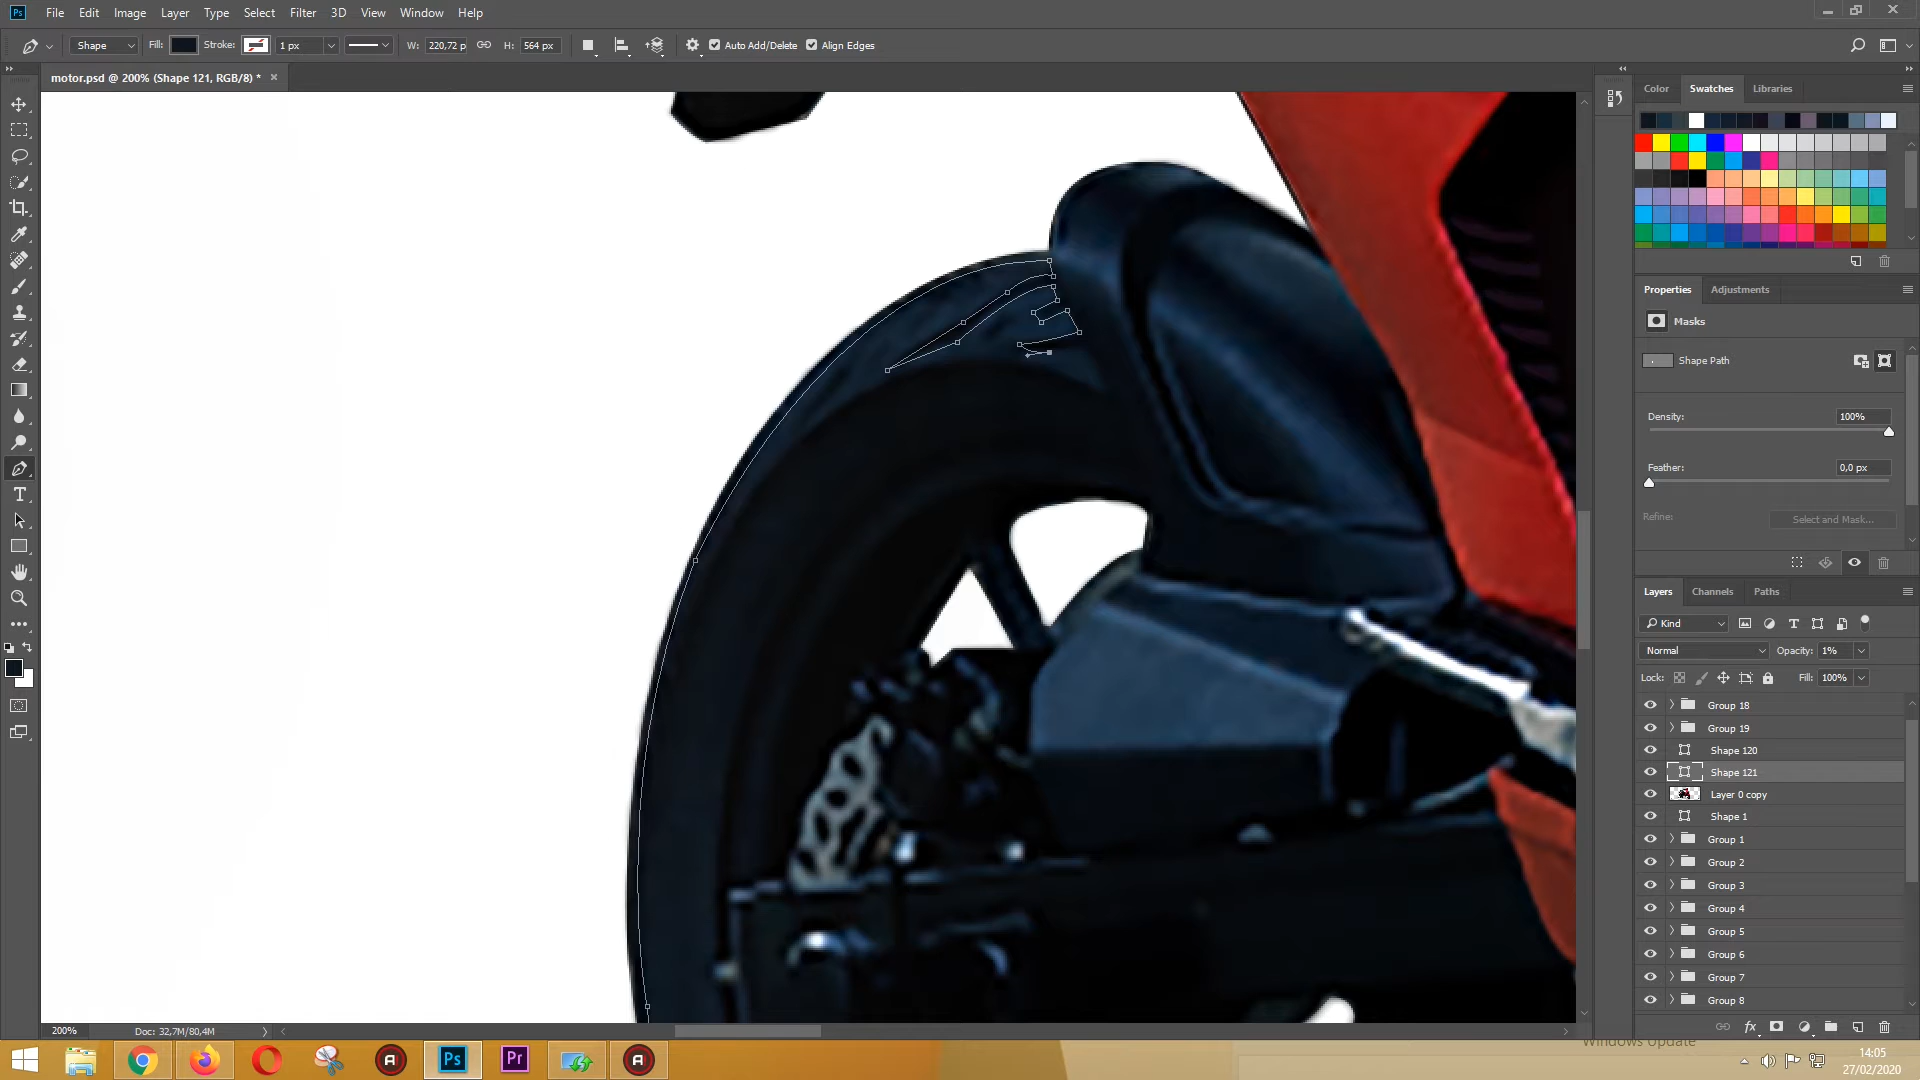 Ps File Edit Image Layer Type Select Filter 3D View Window Help
Shape Fill: Stroke: 1 px W: 220,72 p H: 564 px Auto Add/Delete Align Edges
motor.psd @ 200% (Shape 121, RGB/8) *
Color Swatches Libraries
Properties Adjustments
Masks
Shape Path
Density: 100%
Feather: 0,0 px
Refine: Select and Mask...
Layers Channels Paths
Kind
Normal Opacity: 1%
Lock: Fill: 100%
Group 18
Group 19
Shape 120
Shape 121
Layer 0 copy
Shape 1
Group 1
Group 2
Group 3
Group 4
Group 5
Group 6
Group 7
Group 8
200% Doc: 32,7M/80,4M
fx
Windows Update
Ps Pr
14:05
27/02/2020